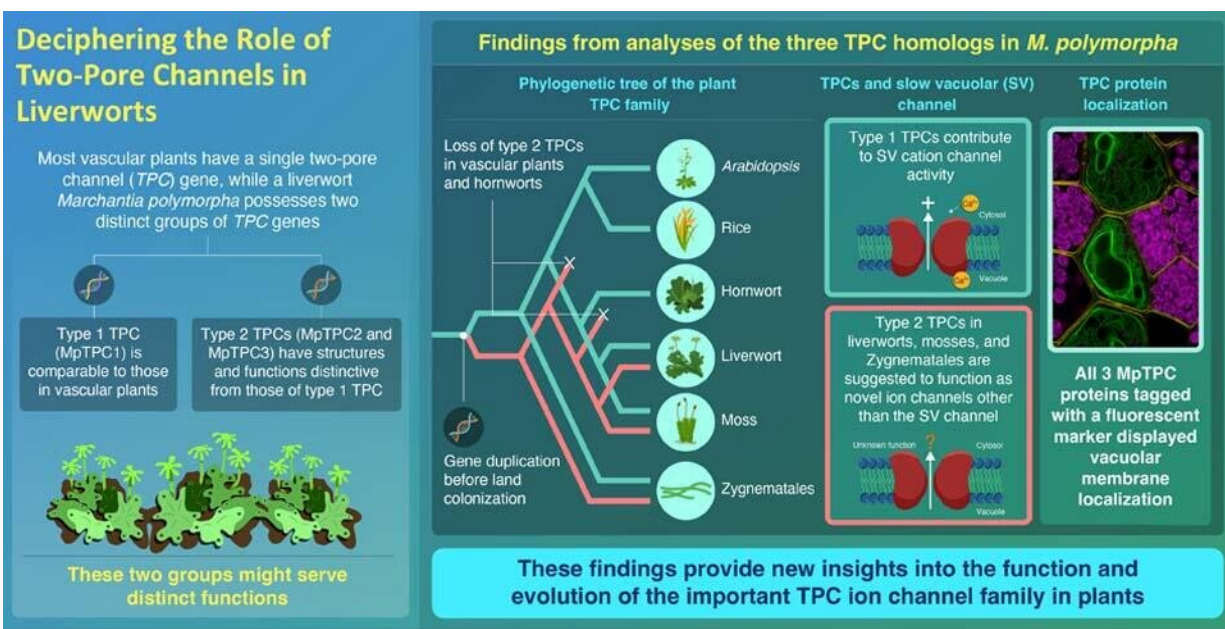 Deciphering the Role of
Two-Pore Channels in
Liverworts
Most vascular plants have a single two-pore
channel (TPC) gene, while a liverwort
Marchantia polymorpha possesses two
distinct groups of TPC genes
Type 1 TPC
(MpTPC1) is
comparable to those
in vascular plants
Type 2 TPCs (MpTPC2 and
MpTPC3) have structures
and functions distinctive
from those of type 1 TPC
These two groups might serve
distinct functions
Findings from analyses of the three TPC homologs in M. polymorpha
Phylogenetic tree of the plant
TPC family
Loss of type 2 TPCs
in vascular plants
and hornworts
X
X
Arabidopsis
Rice
Hornwort
Liverwort
Moss
Zygnematales
Gene duplication
before land
colonization
TPCs and slow vacuolar (SV)
channel
Type 1 TPCs contribute
to SV cation channel
activity
+
Ca²⁺
Cytosol
Vacuole
Ca²⁺
Type 2 TPCs in
liverworts, mosses, and
Zygnematales are
suggested to function as
novel ion channels other
than the SV channel
Unknown function
?
Cytosol
Vacuole
TPC protein
localization
All 3 MpTPC
proteins tagged
with a fluorescent
marker displayed
vacuolar
membrane
localization
These findings provide new insights into the function and
evolution of the important TPC ion channel family in plants